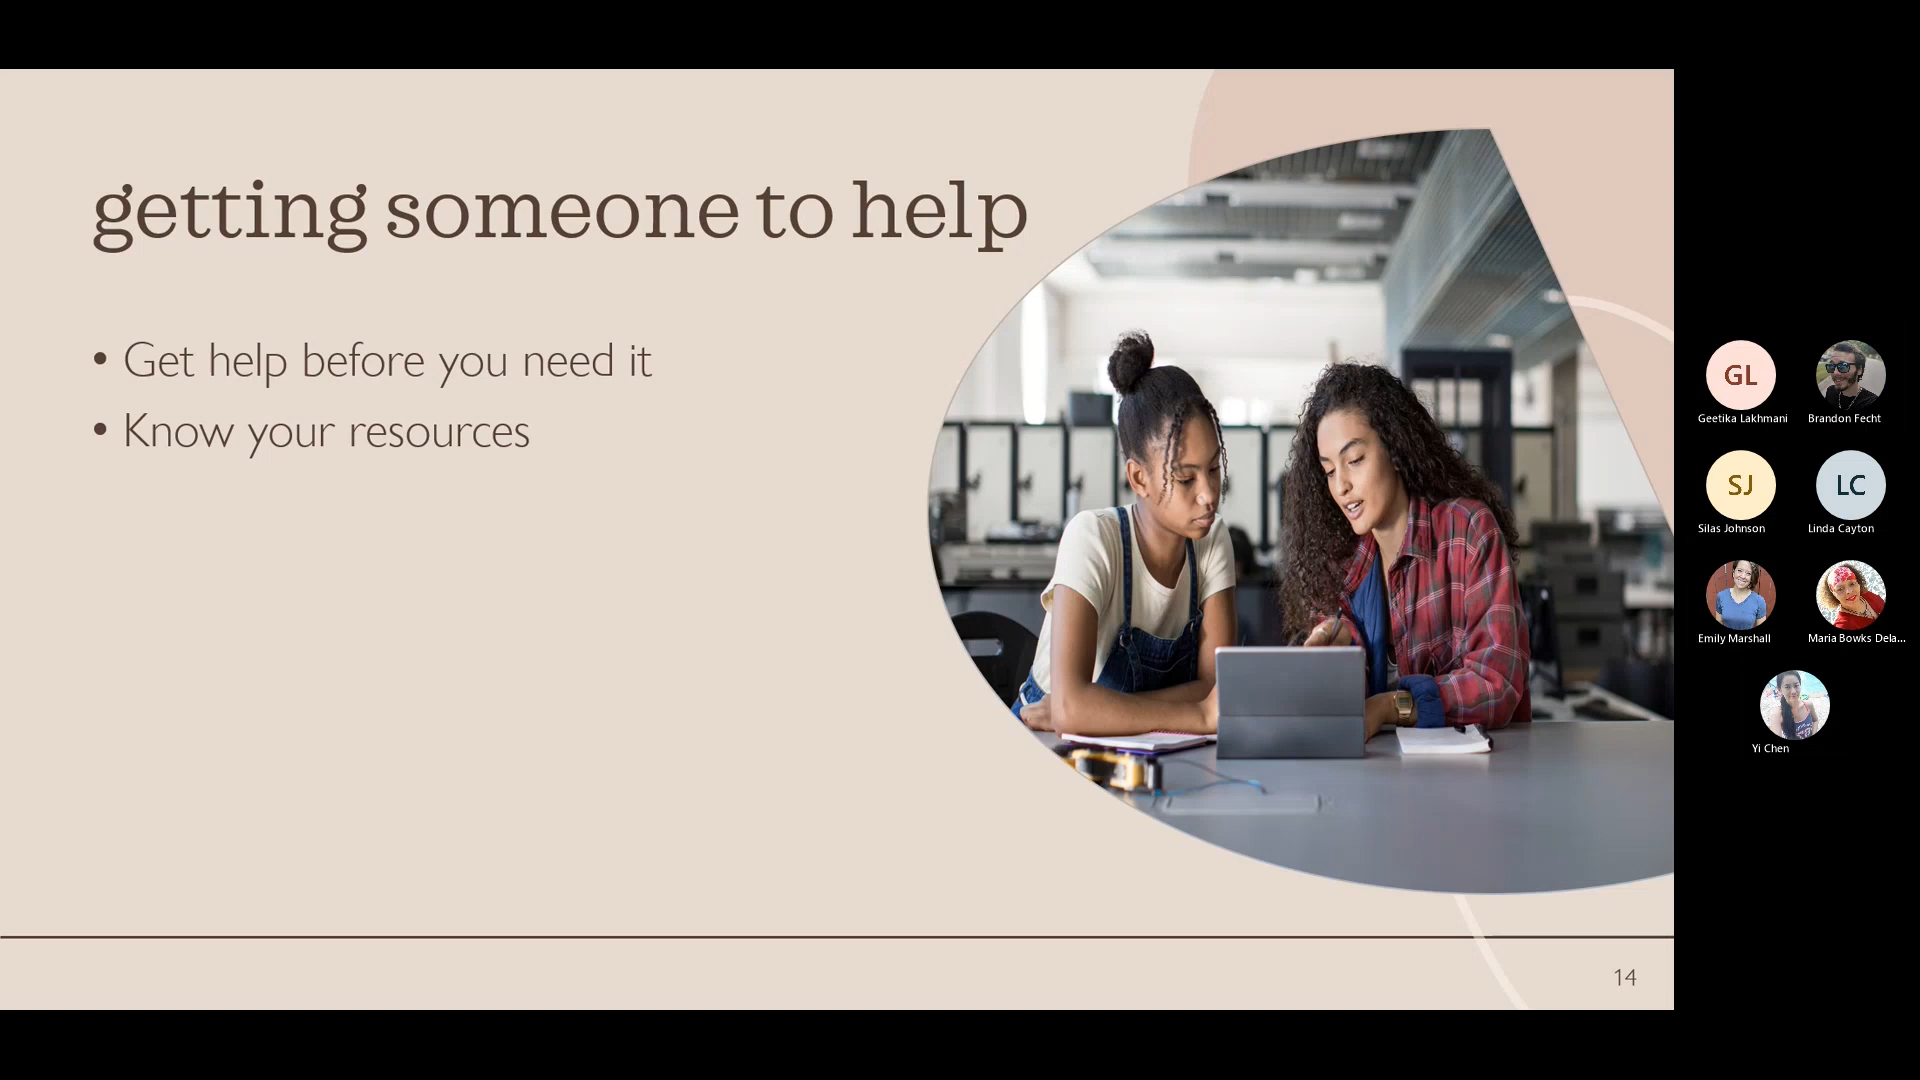 getting someone to help
• Get help before you need it
• Know your resources
14
GL
Geetika Lakhmani
Brandon Fecht
SJ
Silas Johnson
LC
Linda Cayton
Emily Marshall
Maria Bowks Dela...
Yi Chen